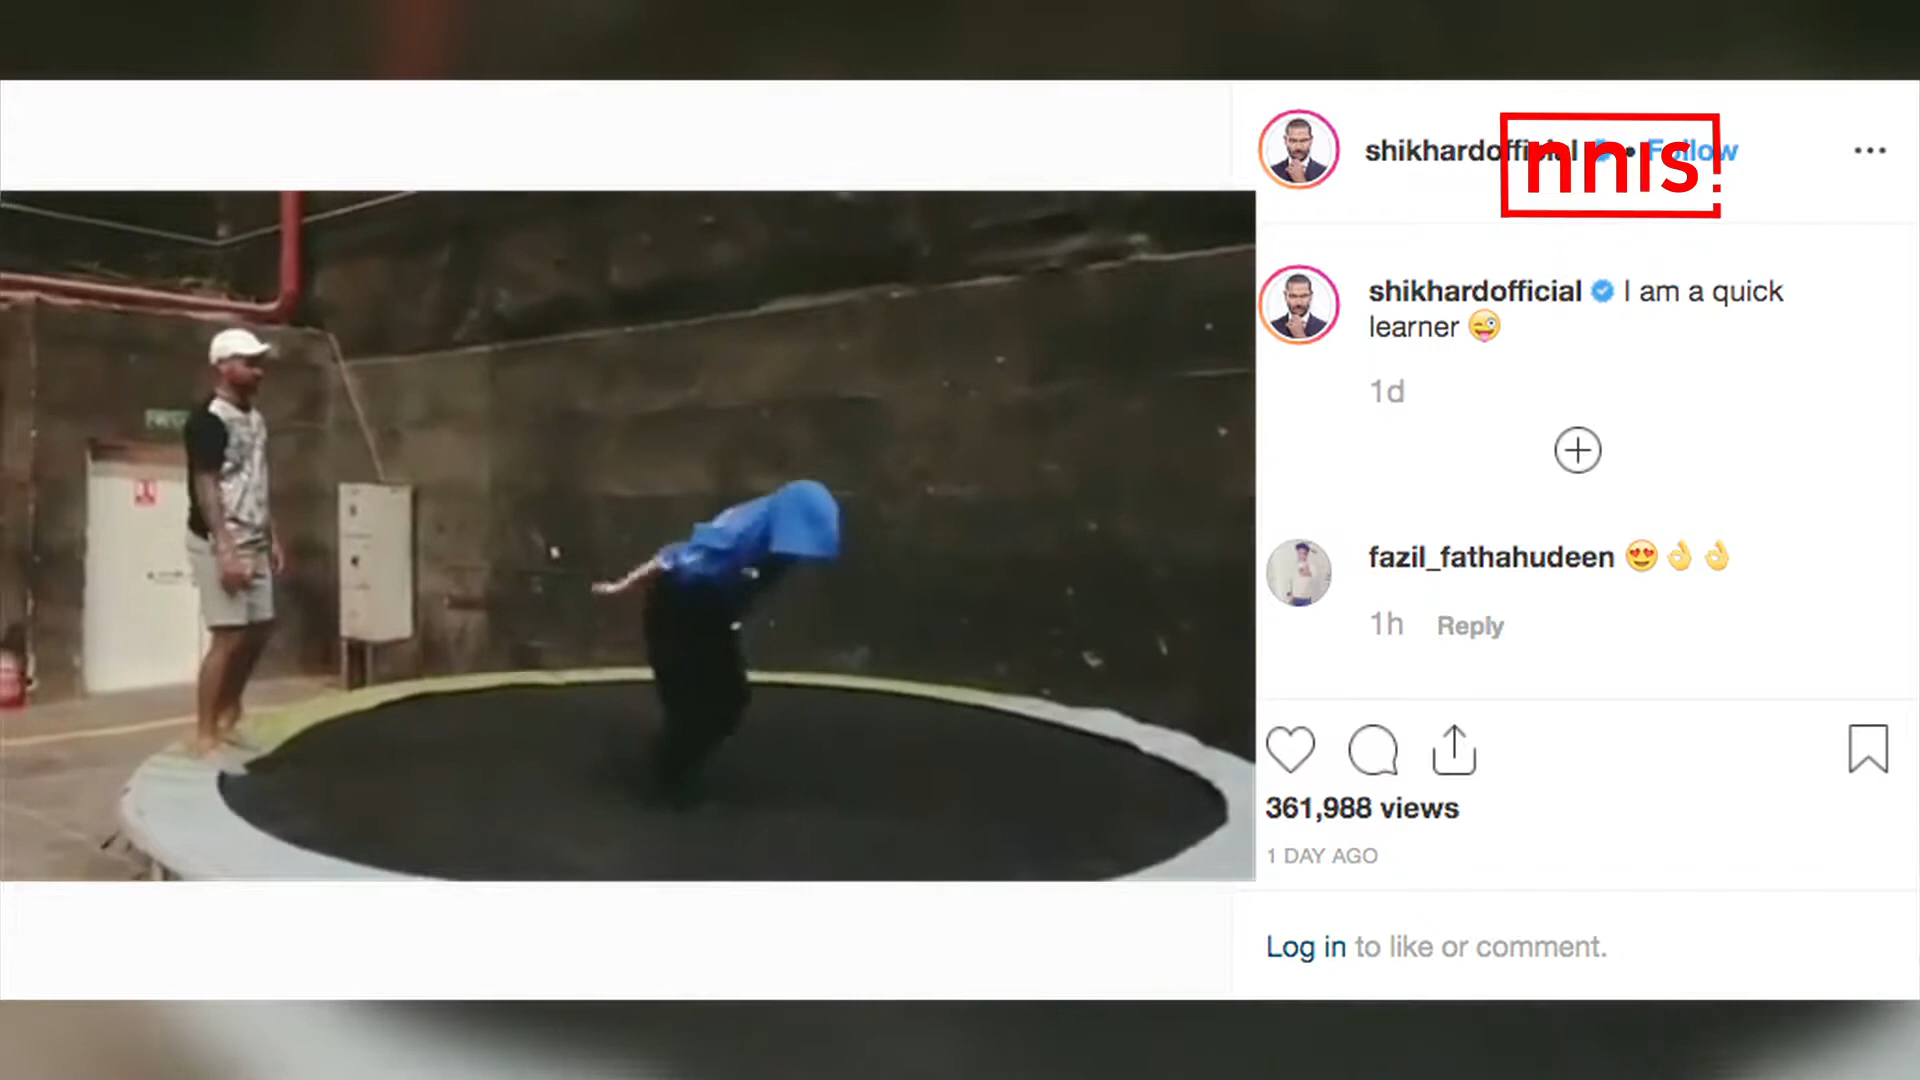 shikhardofficial • Follow
nnis!
shikhardofficial I am a quick
learner 😜
1d
fazil_fathahudeen 😍👌👌
1h Reply
361,988 views
1 DAY AGO
Log in to like or comment.